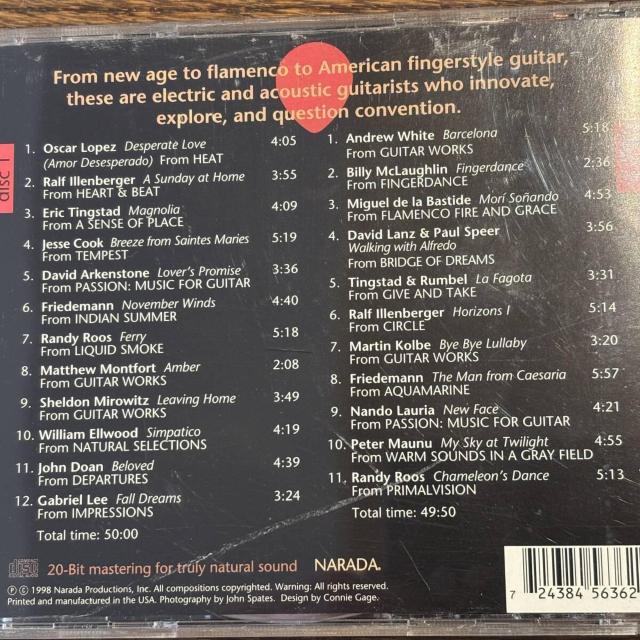 From new age to flamenco to American fingerstyle guitar,
these are electric and acoustic guitarists who innovate,
explore, and question convention.
disc 1
1. Oscar Lopez Desperate Love 4:05
(Amor Desesperado) From HEAT
2. Ralf Illenberger A Sunday at Home 3:55
From HEART & BEAT
3. Eric Tingstad Magnolia 4:09
From A SENSE OF PLACE
4. Jesse Cook Breeze from Saintes Maries 5:19
From TEMPEST
5. David Arkenstone Lover's Promise 3:36
From PASSION: MUSIC FOR GUITAR
6. Friedemann November Winds 4:40
From INDIAN SUMMER
7. Randy Roos Ferry 5:18
From LIQUID SMOKE
8. Matthew Montfort Amber 2:08
From GUITAR WORKS
9. Sheldon Mirowitz Leaving Home 3:49
From GUITAR WORKS
10. William Ellwood Simpatico 4:19
From NATURAL SELECTIONS
11. John Doan Beloved 4:39
From DEPARTURES
12. Gabriel Lee Fall Dreams 3:24
From IMPRESSIONS
Total time: 50:00
1. Andrew White Barcelona 5:18
From GUITAR WORKS
2. Billy McLaughlin Fingerdance 2:36
From FINGERDANCE
3. Miguel de la Bastide Morí Soñando 4:53
From FLAMENCO FIRE AND GRACE
4. David Lanz & Paul Speer 3:56
Walking with Alfredo
From BRIDGE OF DREAMS
5. Tingstad & Rumbel La Fagota 3:31
From GIVE AND TAKE
6. Ralf Illenberger Horizons I 5:14
From CIRCLE
7. Martin Kolbe Bye Bye Lullaby 3:20
From GUITAR WORKS
8. Friedemann The Man from Caesaria 5:57
From AQUAMARINE
9. Nando Lauria New Face 4:21
From PASSION: MUSIC FOR GUITAR
10. Peter Maunu My Sky at Twilight 4:55
From WARM SOUNDS IN A GRAY FIELD
11. Randy Roos Chameleon's Dance 5:13
From PRIMALVISION
Total time: 49:50
COMPACT
disc
DIGITAL AUDIO
20-Bit mastering for truly natural sound NARADA.
℗ © 1998 Narada Productions, Inc. All compositions copyrighted. Warning: All rights reserved.
Printed and manufactured in the USA. Photography by John Spates. Design by Connie Gage.
7 24384 56362